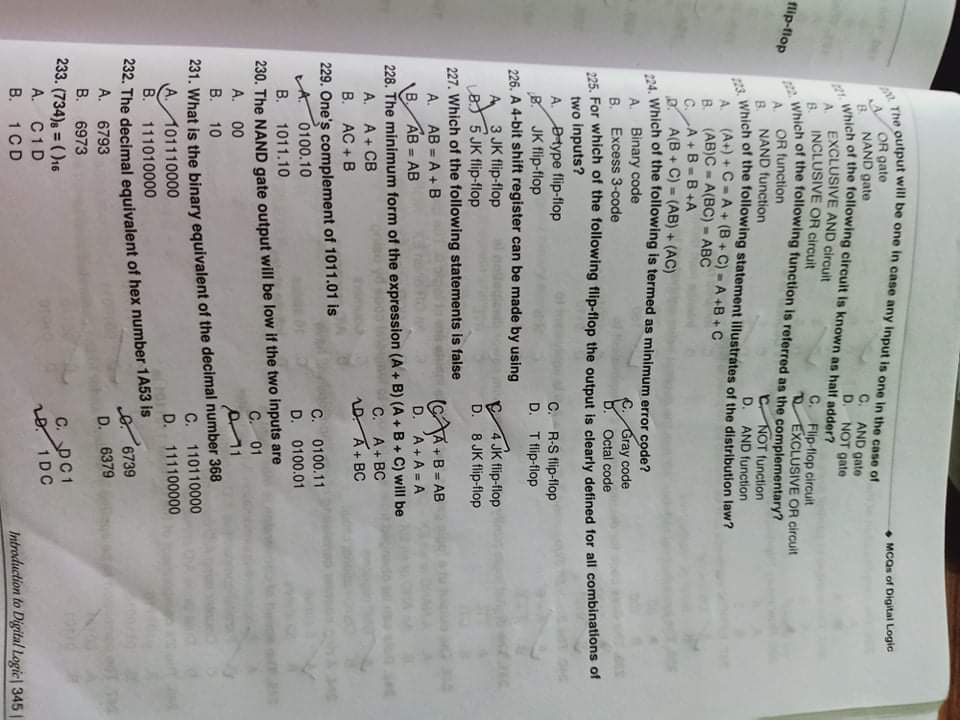 ◆ MCQs of Digital Logic
220. The output will be one in case any input is one in the case of
A. OR gate
B. NAND gate
C. AND gate
D. NOT gate
221. Which of the following circuit is known as half adder?
A. EXCLUSIVE AND circuit
B. INCLUSIVE OR circuit
C. Flip-flop circuit
D. EXCLUSIVE OR circuit
222. Which of the following function is referred as the complementary?
A. OR function
B. NAND function
C. NOT function
D. AND function
223. Which of the following statement illustrates of the distribution law?
A. (A+) + C = A + (B + C) = A +B + C
B. (AB)C = A(BC) = ABC
C. A + B = B +A
D. A(B + C) = (AB) + (AC)
224. Which of the following is termed as minimum error code?
A. Binary code
B. Excess 3-code
C. Gray code
D. Octal code
225. For which of the following flip-flop the output is clearly defined for all combinations of
two inputs?
A. D type flip-flop
B. JK flip-flop
C. R-S flip-flop
D. T flip-flop
226. A 4-bit shift register can be made by using
A. 3 JK flip-flop
B. 5 JK flip-flop
C. 4 JK flip-flop
D. 8 JK flip-flop
227. Which of the following statements is false
A. AB = A + B
B. AB = AB
C. A + B = AB
D. A + A = A
228. The minimum form of the expression (A + B) (A + B + C) will be
A. A + CB
B. AC + B
C. A + BC
D. A + BC
229. One's complement of 1011.01 is
A. 0100.10
B. 1011.10
C. 0100.11
D. 0100.01
230. The NAND gate output will be low if the two inputs are
A. 00
B. 10
C. 01
D. 11
231. What is the binary equivalent of the decimal number 368
A. 101110000
B. 111010000
C. 110110000
D. 111100000
232. The decimal equivalent of hex number 1A53 is
A. 6793
B. 6973
C. 6739
D. 6379
233. (734)₈ = ( )₁₆
A. C 1 D
B. 1 C D
C. D C 1
D. 1 D C
Introduction to Digital Logic | 345 |
flip-flop